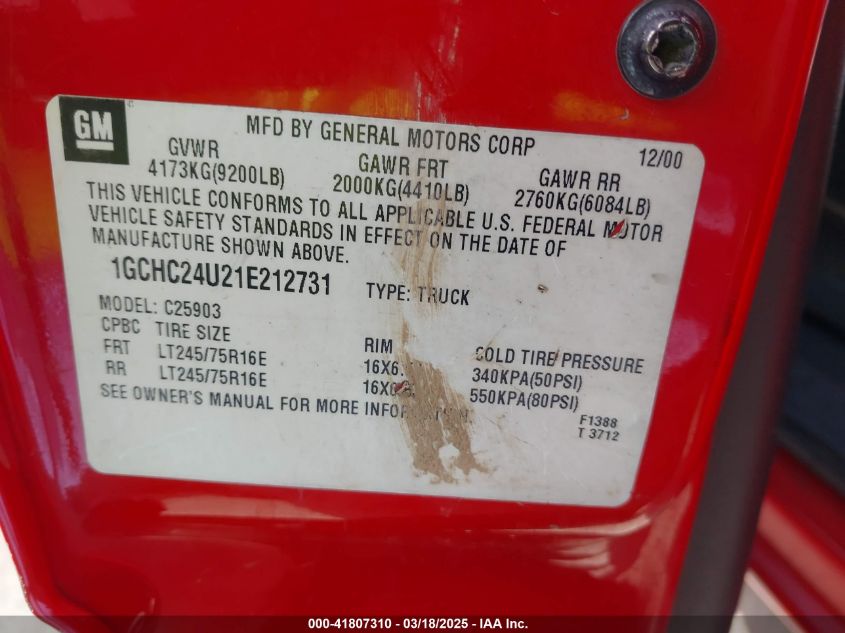 GM
MFD BY GENERAL MOTORS CORP 12/00
GVWR GAWR FRT GAWR RR
4173KG(9200LB) 2000KG(4410LB) 2760KG(6084LB)
THIS VEHICLE CONFORMS TO ALL APPLICABLE U.S. FEDERAL MOTOR
VEHICLE SAFETY STANDARDS IN EFFECT ON THE DATE OF
MANUFACTURE SHOWN ABOVE.
1GCHC24U21E212731 TYPE: TRUCK
MODEL: C25903
CPBC TIRE SIZE RIM COLD TIRE PRESSURE
FRT LT245/75R16E 340KPA(50PSI)
RR LT245/75R16E 550KPA(80PSI)
SEE OWNER'S MANUAL FOR MORE INFORMATION
F1388
T 3712
000-41807310 - 03/18/2025 - IAA Inc.